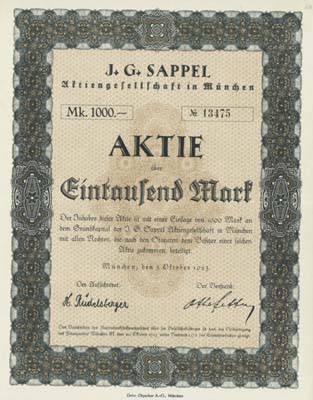 J. G. SAPPEL
Aktiengesellschaft in München
Mk. 1000.—
№ 13475
AKTIE
über
Eintausend Mark
Der Inhaber dieser Aktie ist mit einer Einlage von 1000 Mark an
dem Grundkapital der J. G. Sappel Aktiengesellschaft in München
mit allen Rechten, die nach den Statuten dem Besitzer einer solchen
Aktie zukommen, beteiligt.
München, den 5. Oktober 1923.
Der Aufsichtsrat:
Der Vorstand: